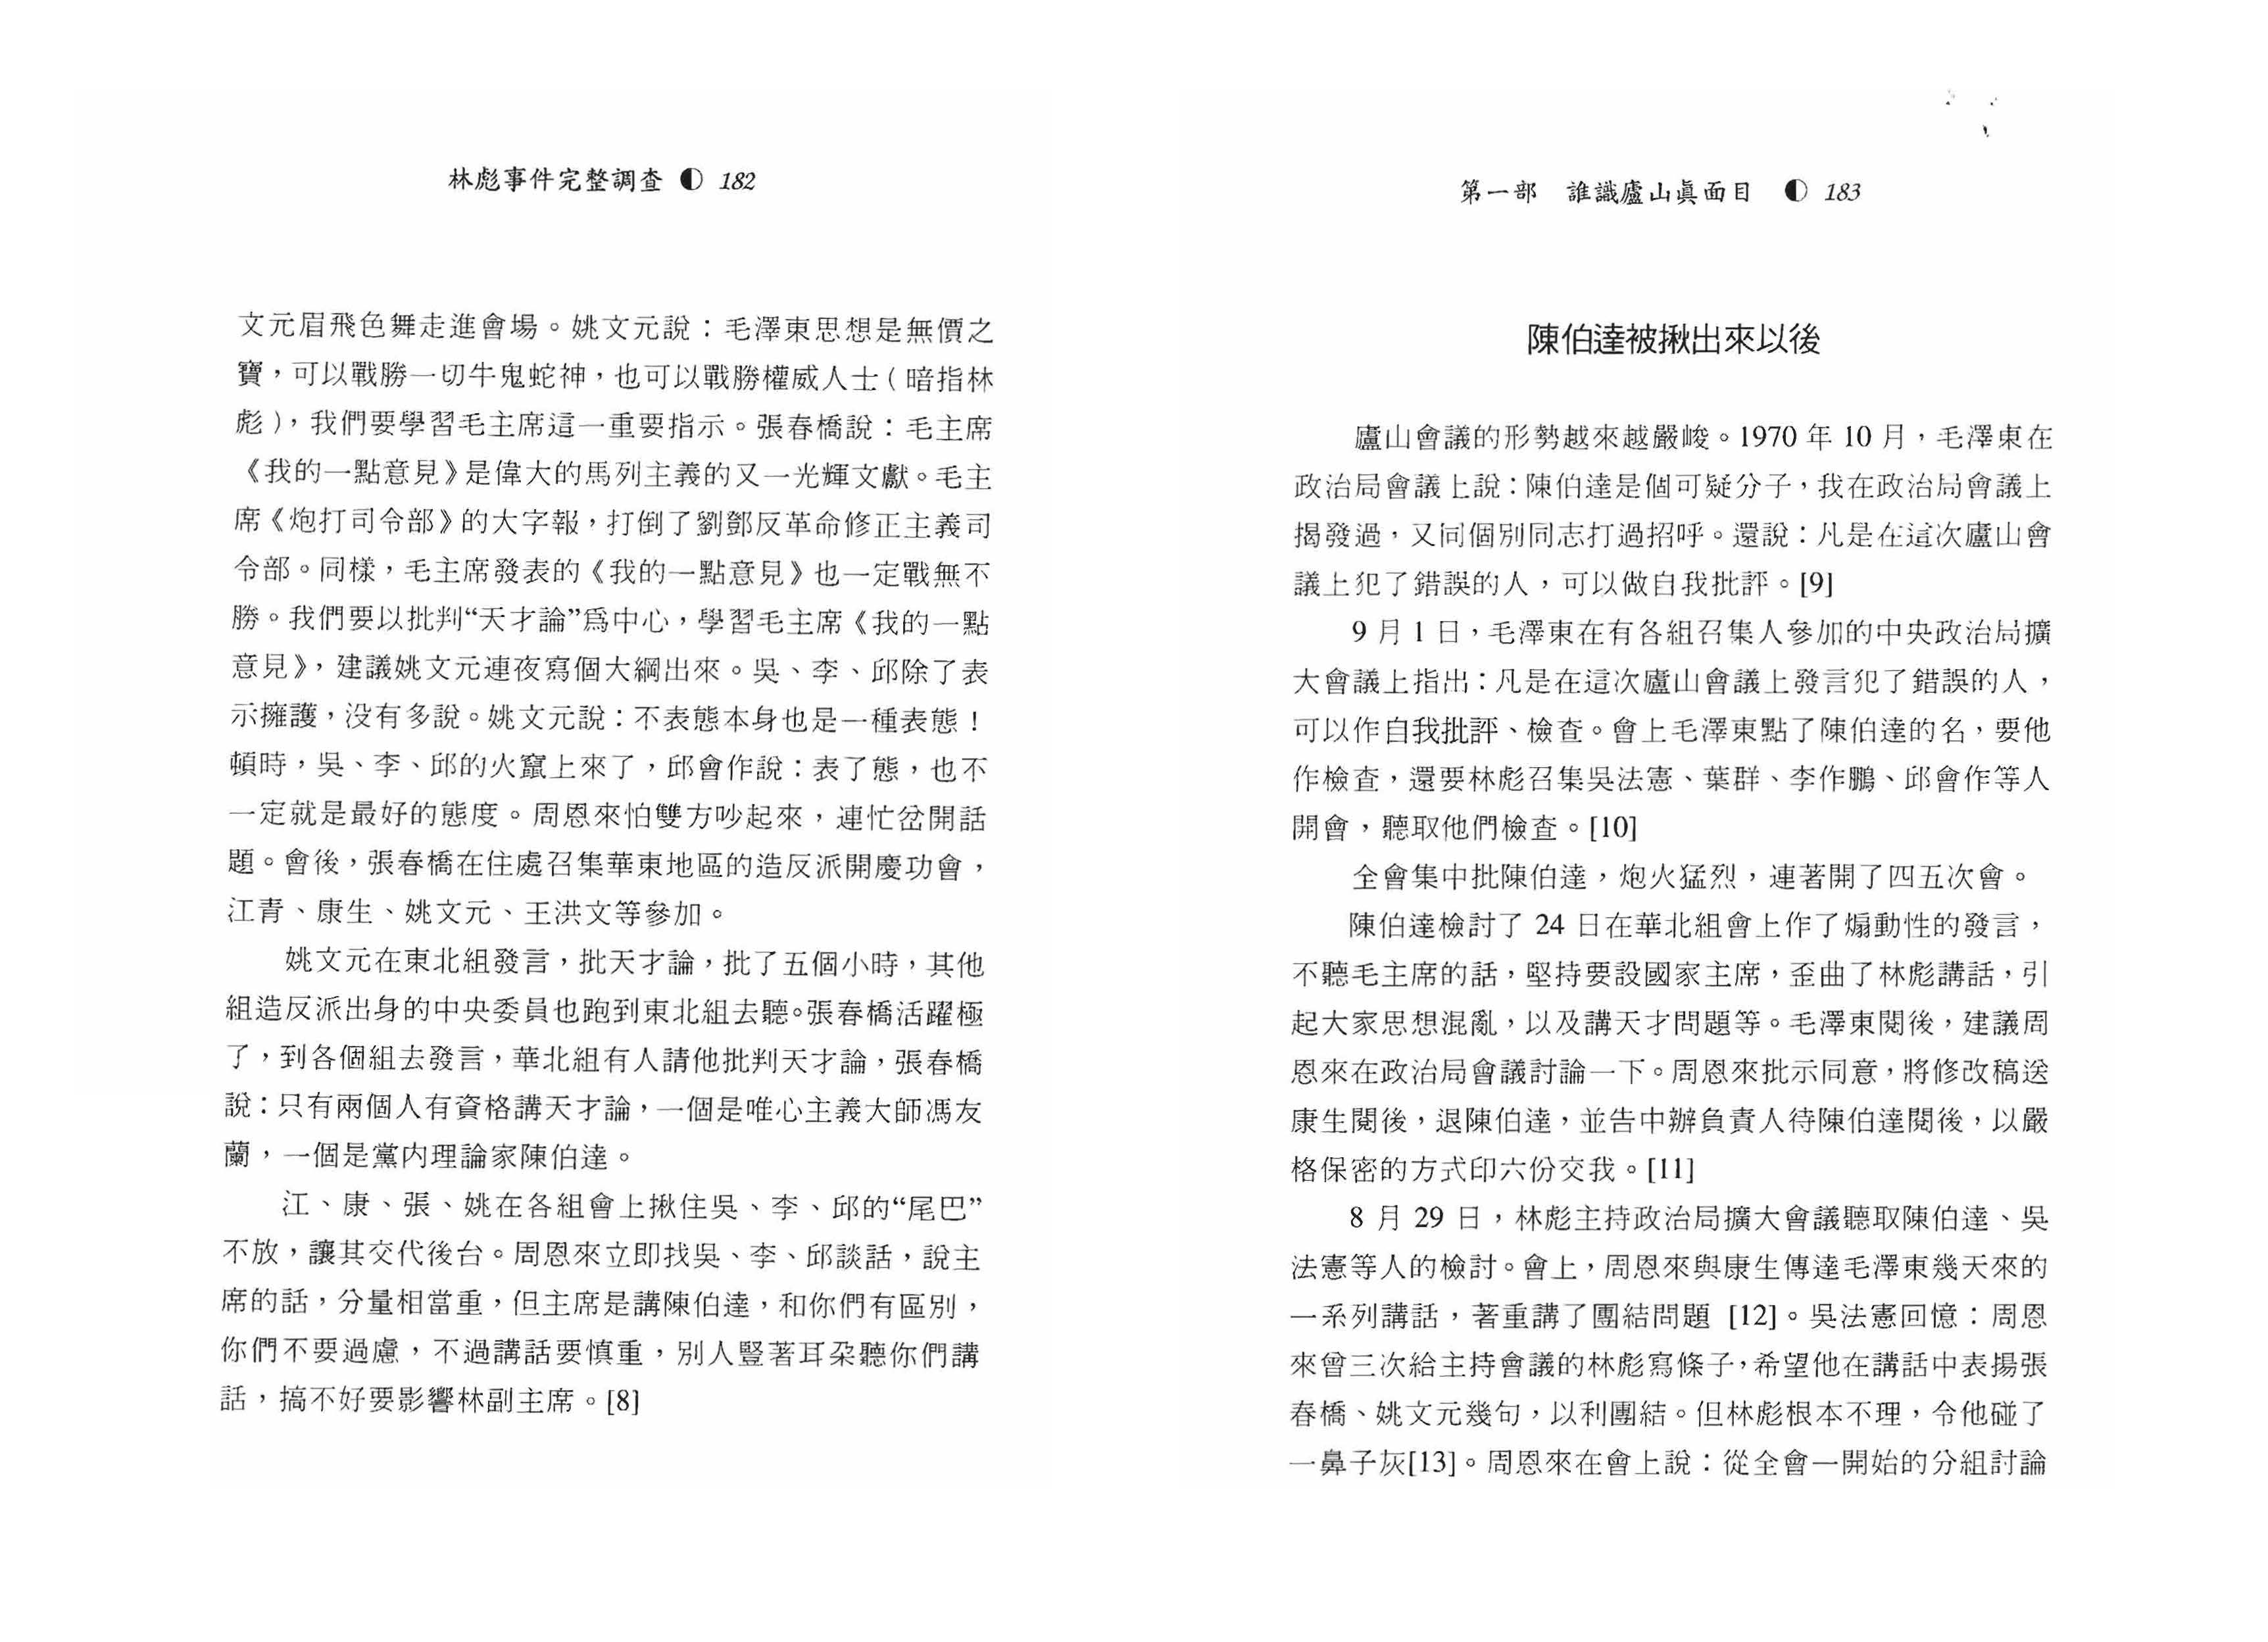 林彪事件完整調查 ◐ 182
文元眉飛色舞走進會場。姚文元說：毛澤東思想是無價之
寶，可以戰勝一切牛鬼蛇神，也可以戰勝權威人士（暗指林
彪），我們要學習毛主席這一重要指示。張春橋說：毛主席
《我的一點意見》是偉大的馬列主義的又一光輝文獻。毛主
席《炮打司令部》的大字報，打倒了劉鄧反革命修正主義司
令部。同樣，毛主席發表的《我的一點意見》也一定戰無不
勝。我們要以批判“天才論”爲中心，學習毛主席《我的一點
意見》，建議姚文元連夜寫個大綱出來。吳、李、邱除了表
示擁護，没有多說。姚文元說：不表態本身也是一種表態！
頓時，吳、李、邱的火竄上來了，邱會作說：表了態，也不
一定就是最好的態度。周恩來怕雙方吵起來，連忙岔開話
題。會後，張春橋在住處召集華東地區的造反派開慶功會，
江青、康生、姚文元、王洪文等參加。
姚文元在東北組發言，批天才論，批了五個小時，其他
組造反派出身的中央委員也跑到東北組去聽。張春橋活躍極
了，到各個組去發言，華北組有人請他批判天才論，張春橋
說：只有兩個人有資格講天才論，一個是唯心主義大師馮友
蘭，一個是黨内理論家陳伯達。
江、康、張、姚在各組會上揪住吳、李、邱的“尾巴”
不放，讓其交代後台。周恩來立即找吳、李、邱談話，說主
席的話，分量相當重，但主席是講陳伯達，和你們有區別，
你們不要過慮，不過講話要慎重，別人豎著耳朵聽你們講
話，搞不好要影響林副主席。[8]
第一部　誰識廬山眞面目 ◐ 183
陳伯達被揪出來以後
廬山會議的形勢越來越嚴峻。1970 年 10 月，毛澤東在
政治局會議上說：陳伯達是個可疑分子，我在政治局會議上
揭發過，又同個別同志打過招呼。還說：凡是在這次廬山會
議上犯了錯誤的人，可以做自我批評。[9]
9 月 1 日，毛澤東在有各組召集人參加的中央政治局擴
大會議上指出：凡是在這次廬山會議上發言犯了錯誤的人，
可以作自我批評、檢查。會上毛澤東點了陳伯達的名，要他
作檢查，還要林彪召集吳法憲、葉群、李作鵬、邱會作等人
開會，聽取他們檢查。[10]
全會集中批陳伯達，炮火猛烈，連著開了四五次會。
陳伯達檢討了 24 日在華北組會上作了煽動性的發言，
不聽毛主席的話，堅持要設國家主席，歪曲了林彪講話，引
起大家思想混亂，以及講天才問題等。毛澤東閱後，建議周
恩來在政治局會議討論一下。周恩來批示同意，將修改稿送
康生閱後，退陳伯達，並告中辦負責人待陳伯達閱後，以嚴
格保密的方式印六份交我。[11]
8 月 29 日，林彪主持政治局擴大會議聽取陳伯達、吳
法憲等人的檢討。會上，周恩來與康生傳達毛澤東幾天來的
一系列講話，著重講了團結問題 [12]。吳法憲回憶：周恩
來曾三次給主持會議的林彪寫條子，希望他在講話中表揚張
春橋、姚文元幾句，以利團結。但林彪根本不理，令他碰了
一鼻子灰[13]。周恩來在會上說：從全會一開始的分組討論